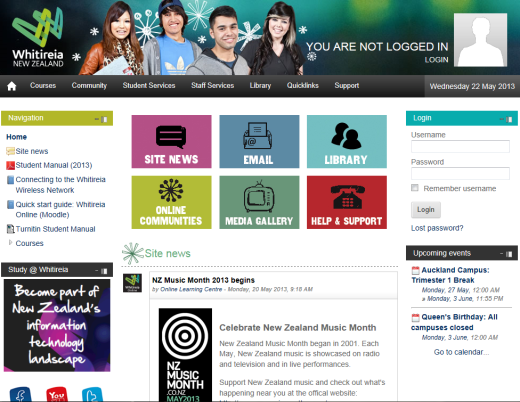 Whitireia
NEW ZEALAND
YOU ARE NOT LOGGED IN
LOGIN
Courses Community Student Services Staff Services Library Quicklinks Support
Wednesday 22 May 2013
Navigation
Home
Site news
Student Manual (2013)
Connecting to the Whitireia
Wireless Network
Quick start guide: Whitireia
Online (Moodle)
Turnitin Student Manual
Courses
Study @ Whitireia
Become part of
New Zealand's
information
technology
landscape
You
SITE NEWS
EMAIL
LIBRARY
ONLINE
COMMUNITIES
MEDIA GALLERY
HELP & SUPPORT
Site news
NZ Music Month 2013 begins
by Online Learning Centre - Monday, 20 May 2013, 9:18 AM
NZ
MUSIC
MONTH
.CO.NZ
MAY2013
Celebrate New Zealand Music Month
New Zealand Music Month began in 2001. Each
May, New Zealand music is showcased on radio
and television and in live performances.
Support New Zealand music and check out what's
happening near you at the offical website:
Login
Username
Password
Remember username
Login
Lost password?
Upcoming events
Auckland Campus:
Trimester 1 Break
Monday, 27 May, 12:00 AM
» Monday, 3 June, 11:55 PM
Queen's Birthday: All
campuses closed
Monday, 3 June, 12:00 AM
Go to calendar...